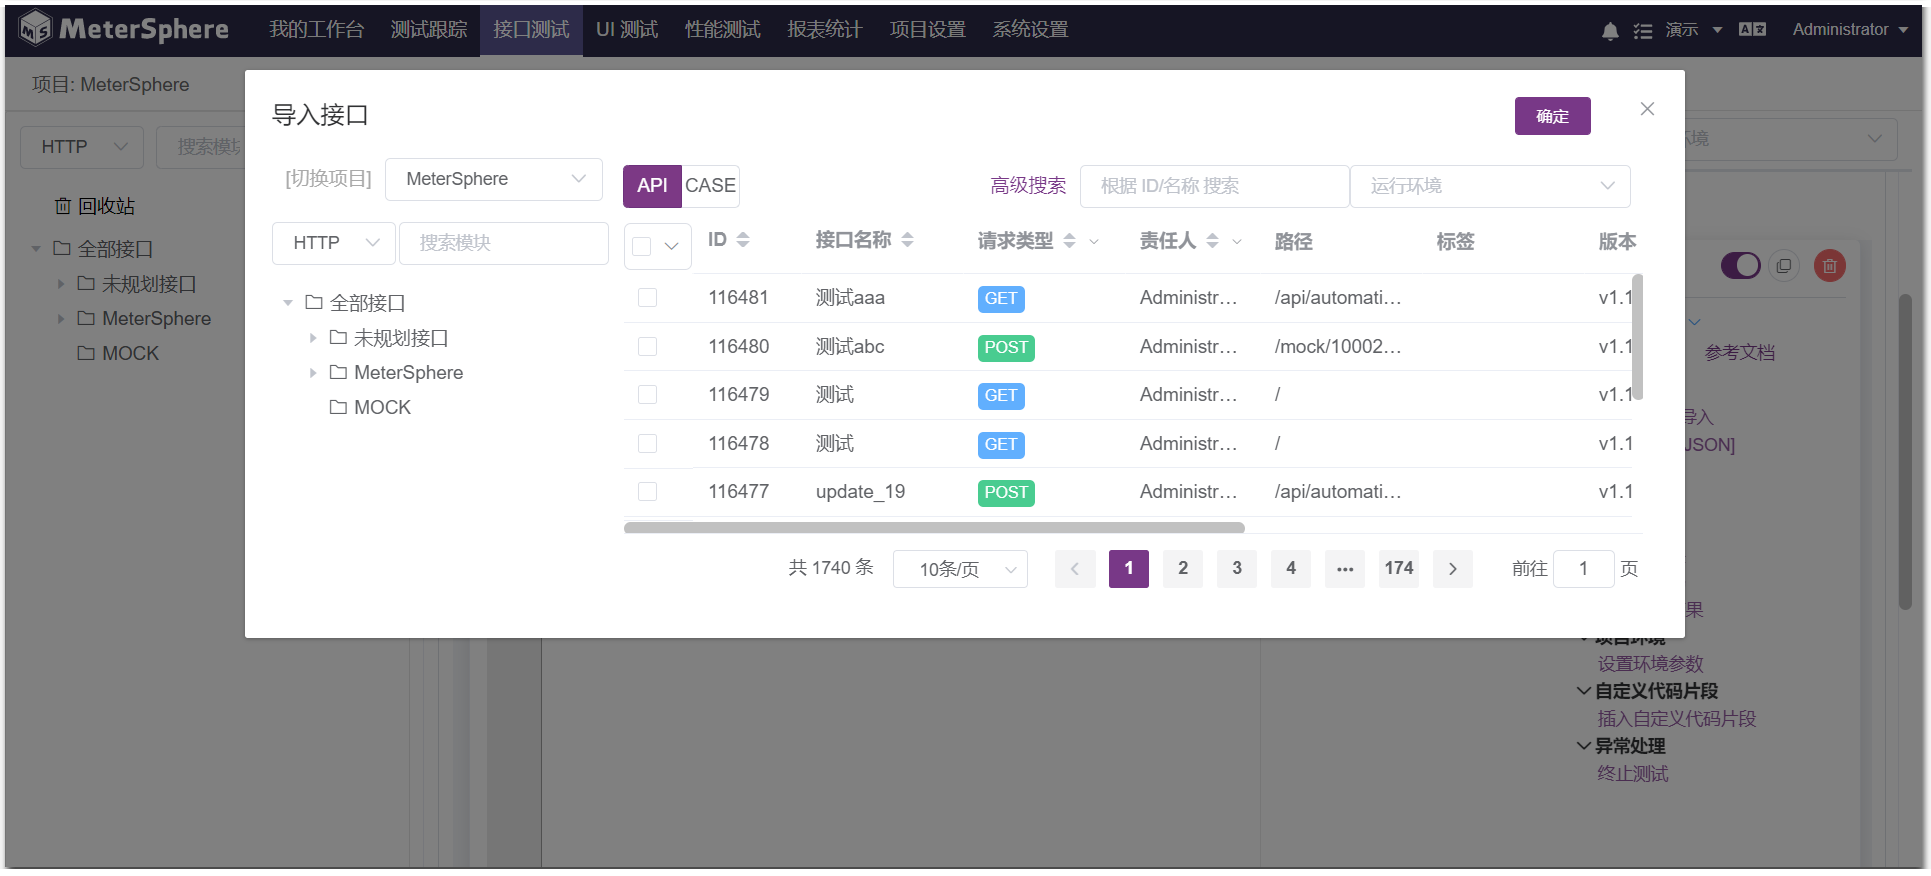 MeterSphere 我的工作台 测试跟踪 接口测试 UI 测试 性能测试 报表统计 项目设置 系统设置 演示 Administrator
项目: MeterSphere
导入接口 确定
HTTP 搜索模块 环境
[切换项目] MeterSphere API CASE 高级搜索 根据 ID/名称 搜索 运行环境
回收站
全部接口
未规划接口
MeterSphere
MOCK
HTTP 搜索模块
全部接口
未规划接口
MeterSphere
MOCK
ID 接口名称 请求类型 责任人 路径 标签 版本
116481 测试aaa GET Administr... /api/automati... v1.1
116480 测试abc POST Administr... /mock/10002... v1.1
116479 测试 GET Administr... / v1.1
116478 测试 GET Administr... / v1.1
116477 update_19 POST Administr... /api/automati... v1.1
共 1740 条 10条/页 1 2 3 4 ... 174 前往 1 页
参考文档
导入
JSON]
果
项目环境
设置环境参数
自定义代码片段
插入自定义代码片段
异常处理
终止测试